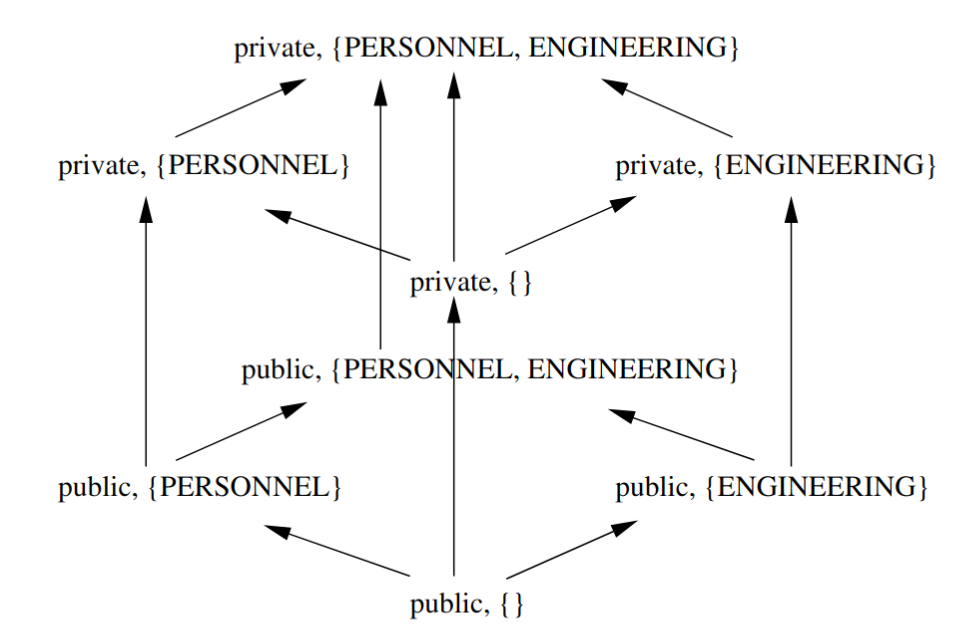 private, {PERSONNEL, ENGINEERING}
private, {PERSONNEL}
private, {ENGINEERING}
private, {}
public, {PERSONNEL, ENGINEERING}
public, {PERSONNEL}
public, {ENGINEERING}
public, {}